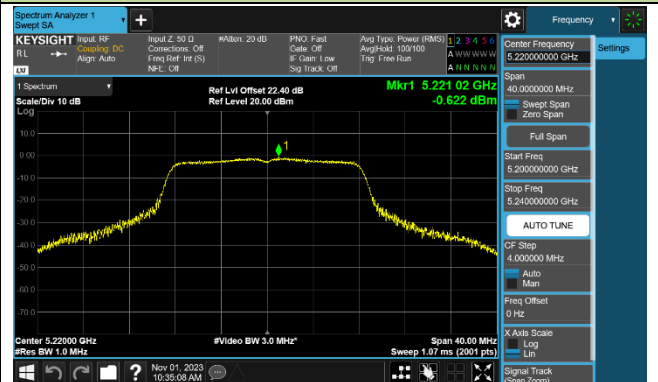 Spectrum Analyzer 1
Swept SA
Frequency
KEYSIGHT
RL
Input: RF
Coupling: DC
Align: Auto
Input Z: 50 Ω
Corrections: Off
Freq Ref: Int (S)
NFE: Off
#Atten: 20 dB
PNO: Fast
Gate: Off
IF Gain: Low
Sig Track: Off
Avg Type: Power (RMS)
Avg|Hold: 100/100
Trig: Free Run
1 2 3 4 5 6
A W W W W W
A N N N N N
LXI
1 Spectrum
Scale/Div 10 dB
Log
Ref Lvl Offset 22.40 dB
Ref Level 20.00 dBm
Mkr1 5.221 02 GHz
-0.622 dBm
1
10.0
0.00
-10.0
-20.0
-30.0
-40.0
-50.0
-60.0
-70.0
Center 5.22000 GHz
#Res BW 1.0 MHz
#Video BW 3.0 MHz*
Span 40.00 MHz
Sweep 1.07 ms (2001 pts)
Nov 01, 2023
10:35:08 AM
Center Frequency
5.220000000 GHz
Settings
Span
40.0000000 MHz
Swept Span
Zero Span
Full Span
Start Freq
5.200000000 GHz
Stop Freq
5.240000000 GHz
AUTO TUNE
CF Step
4.000000 MHz
Auto
Man
Freq Offset
0 Hz
X Axis Scale
Log
Lin
Signal Track
(Span Zoom)